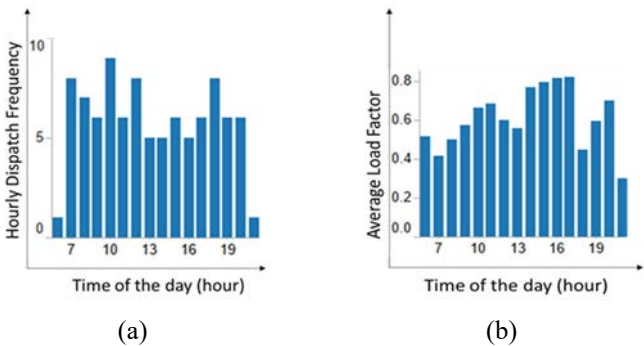 Hourly Dispatch Frequency
10
5
0
7 10 13 16 19
Time of the day (hour)
(a)
Average Load Factor
0.8
0.6
0.4
0.2
0.0
7 10 13 16 19
Time of the day (hour)
(b)